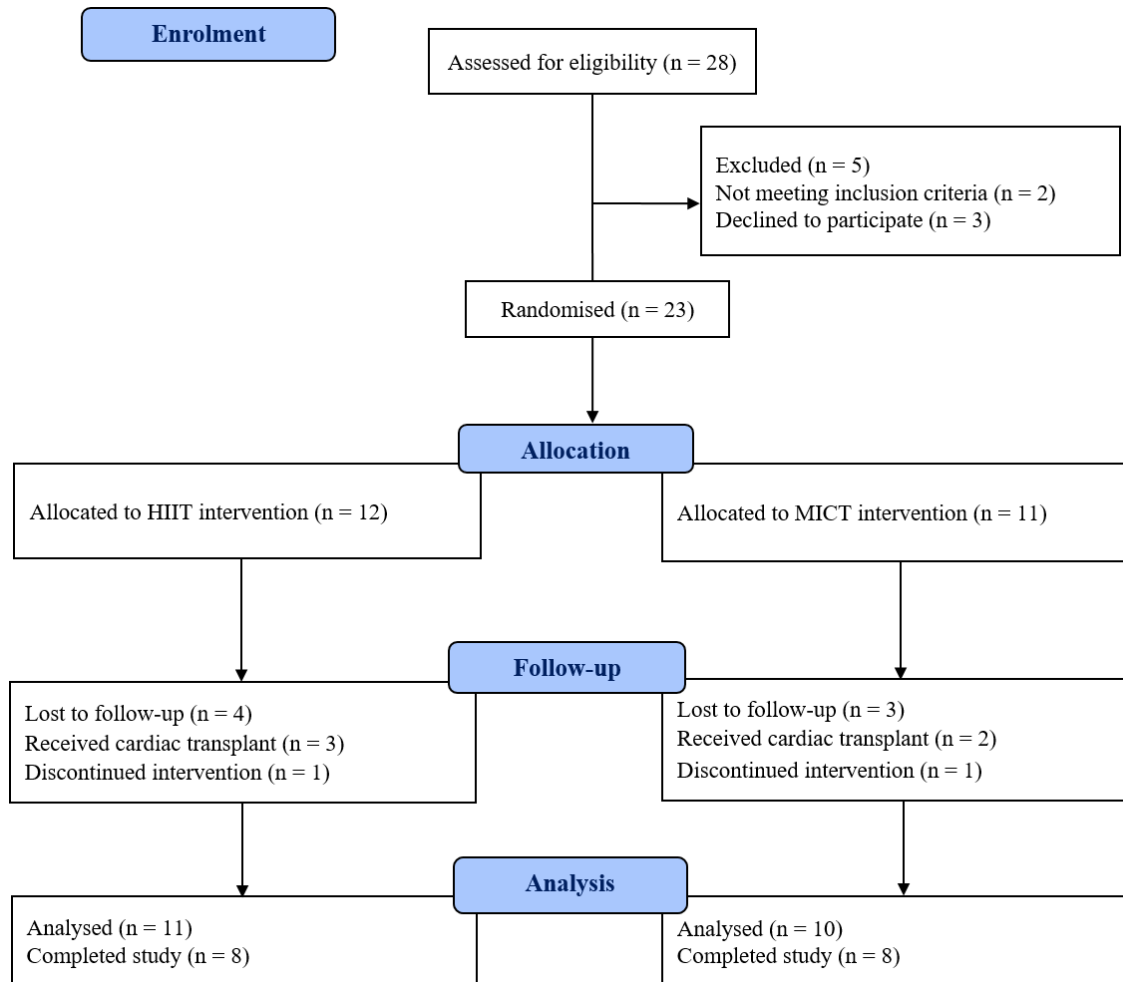 Enrolment
Assessed for eligibility (n = 28)
Excluded (n = 5)
Not meeting inclusion criteria (n = 2)
Declined to participate (n = 3)
Randomised (n = 23)
Allocation
Allocated to HIIT intervention (n = 12)
Allocated to MICT intervention (n = 11)
Follow-up
Lost to follow-up (n = 4)
Received cardiac transplant (n = 3)
Discontinued intervention (n = 1)
Lost to follow-up (n = 3)
Received cardiac transplant (n = 2)
Discontinued intervention (n = 1)
Analysis
Analysed (n = 11)
Completed study (n = 8)
Analysed (n = 10)
Completed study (n = 8)